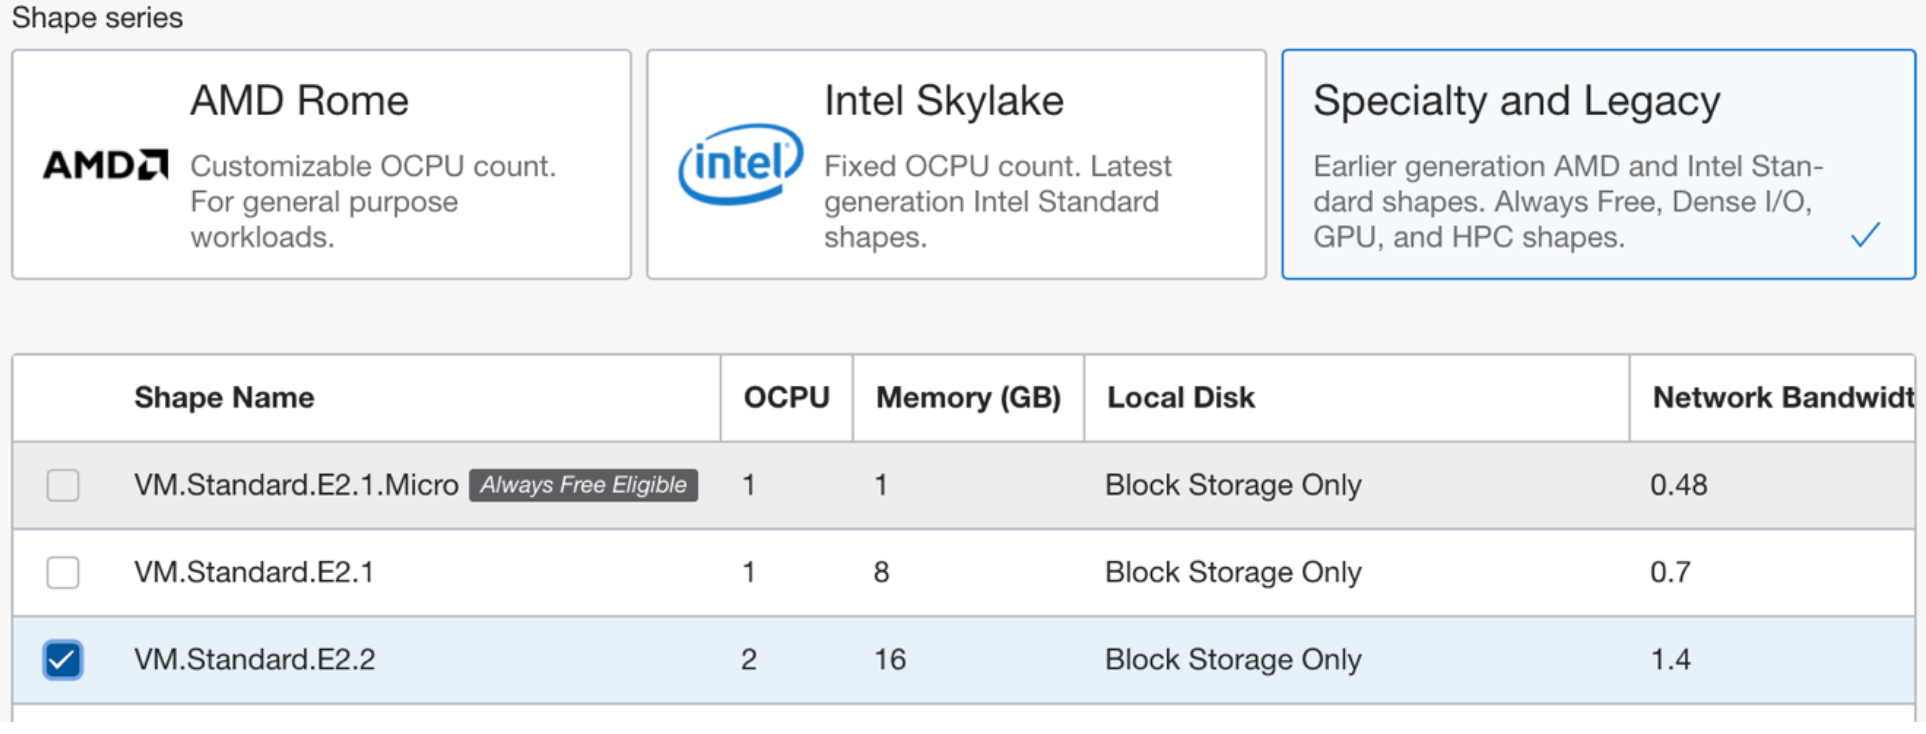 Shape series
AMD Rome
AMD
Customizable OCPU count.
For general purpose
workloads.
Intel Skylake
intel
Fixed OCPU count. Latest
generation Intel Standard
shapes.
Specialty and Legacy
Earlier generation AMD and Intel Stan-
dard shapes. Always Free, Dense I/O,
GPU, and HPC shapes.
Shape Name OCPU Memory (GB) Local Disk Network Bandwidt
VM.Standard.E2.1.Micro Always Free Eligible 1 1 Block Storage Only 0.48
VM.Standard.E2.1 1 8 Block Storage Only 0.7
VM.Standard.E2.2 2 16 Block Storage Only 1.4